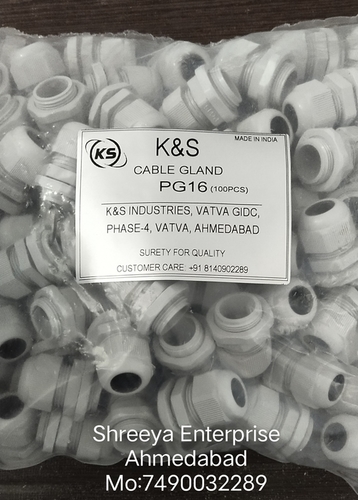 MADE IN INDIA
KS
K&S
CABLE GLAND
PG16 (100PCS)
K&S INDUSTRIES, VATVA GIDC,
PHASE-4, VATVA, AHMEDABAD
SURETY FOR QUALITY
CUSTOMER CARE: +91 8140902289
Shreeya Enterprise
Ahmedabad
Mo:7490032289